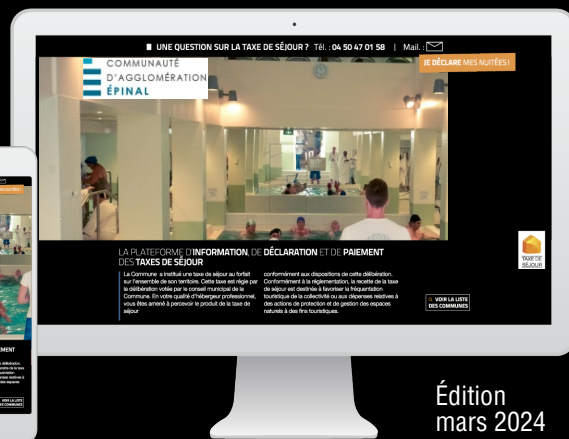 UNE QUESTION SUR LA TAXE DE SÉJOUR ? Tél. : 04 50 47 01 58 | Mail. :
JE DÉCLARE MES NUITÉES !
COMMUNAUTÉ
D'AGGLOMÉRATION
ÉPINAL
LA PLATEFORME D'INFORMATION, DE DÉCLARATION ET DE PAIEMENT
DES TAXES DE SÉJOUR
La Commune a institué une taxe de séjour au forfait
sur l'ensemble de son territoire. Cette taxe est régie par
la délibération votée par le conseil municipal de la
Commune. En votre qualité d'hébergeur professionnel,
vous êtes amené à percevoir le produit de la taxe de
séjour
conformément aux dispositions de cette délibération.
Conformément à la réglementation, la recette de la taxe
de séjour est destinée à favoriser la fréquentation
touristique de la collectivité ou aux dépenses relatives à
des actions de protection et de gestion des espaces
naturels à des fins touristiques.
TAXE DE
SÉJOUR
VOIR LA LISTE
DES COMMUNES
EMENT
VOIR LA LISTE
DES COMMUNES
Édition
mars 2024